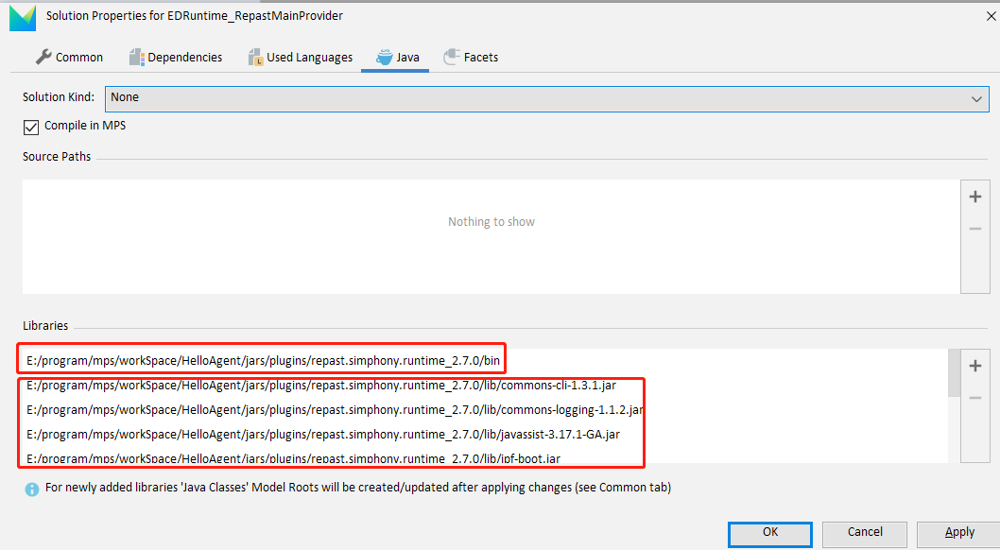 Solution Properties for EDRuntime_RepastMainProvider
Common Dependencies Used Languages Java Facets
Solution Kind: None
Compile in MPS
Source Paths
Nothing to show
Libraries
E:/program/mps/workSpace/HelloAgent/jars/plugins/repast.simphony.runtime_2.7.0/bin
E:/program/mps/workSpace/HelloAgent/jars/plugins/repast.simphony.runtime_2.7.0/lib/commons-cli-1.3.1.jar
E:/program/mps/workSpace/HelloAgent/jars/plugins/repast.simphony.runtime_2.7.0/lib/commons-logging-1.1.2.jar
E:/program/mps/workSpace/HelloAgent/jars/plugins/repast.simphony.runtime_2.7.0/lib/javassist-3.17.1-GA.jar
E:/program/mps/workSpace/HelloAgent/jars/plugins/repast.simphony.runtime_2.7.0/lib/jpf-boot.jar
For newly added libraries 'Java Classes' Model Roots will be created/updated after applying changes (see Common tab)
OK Cancel Apply